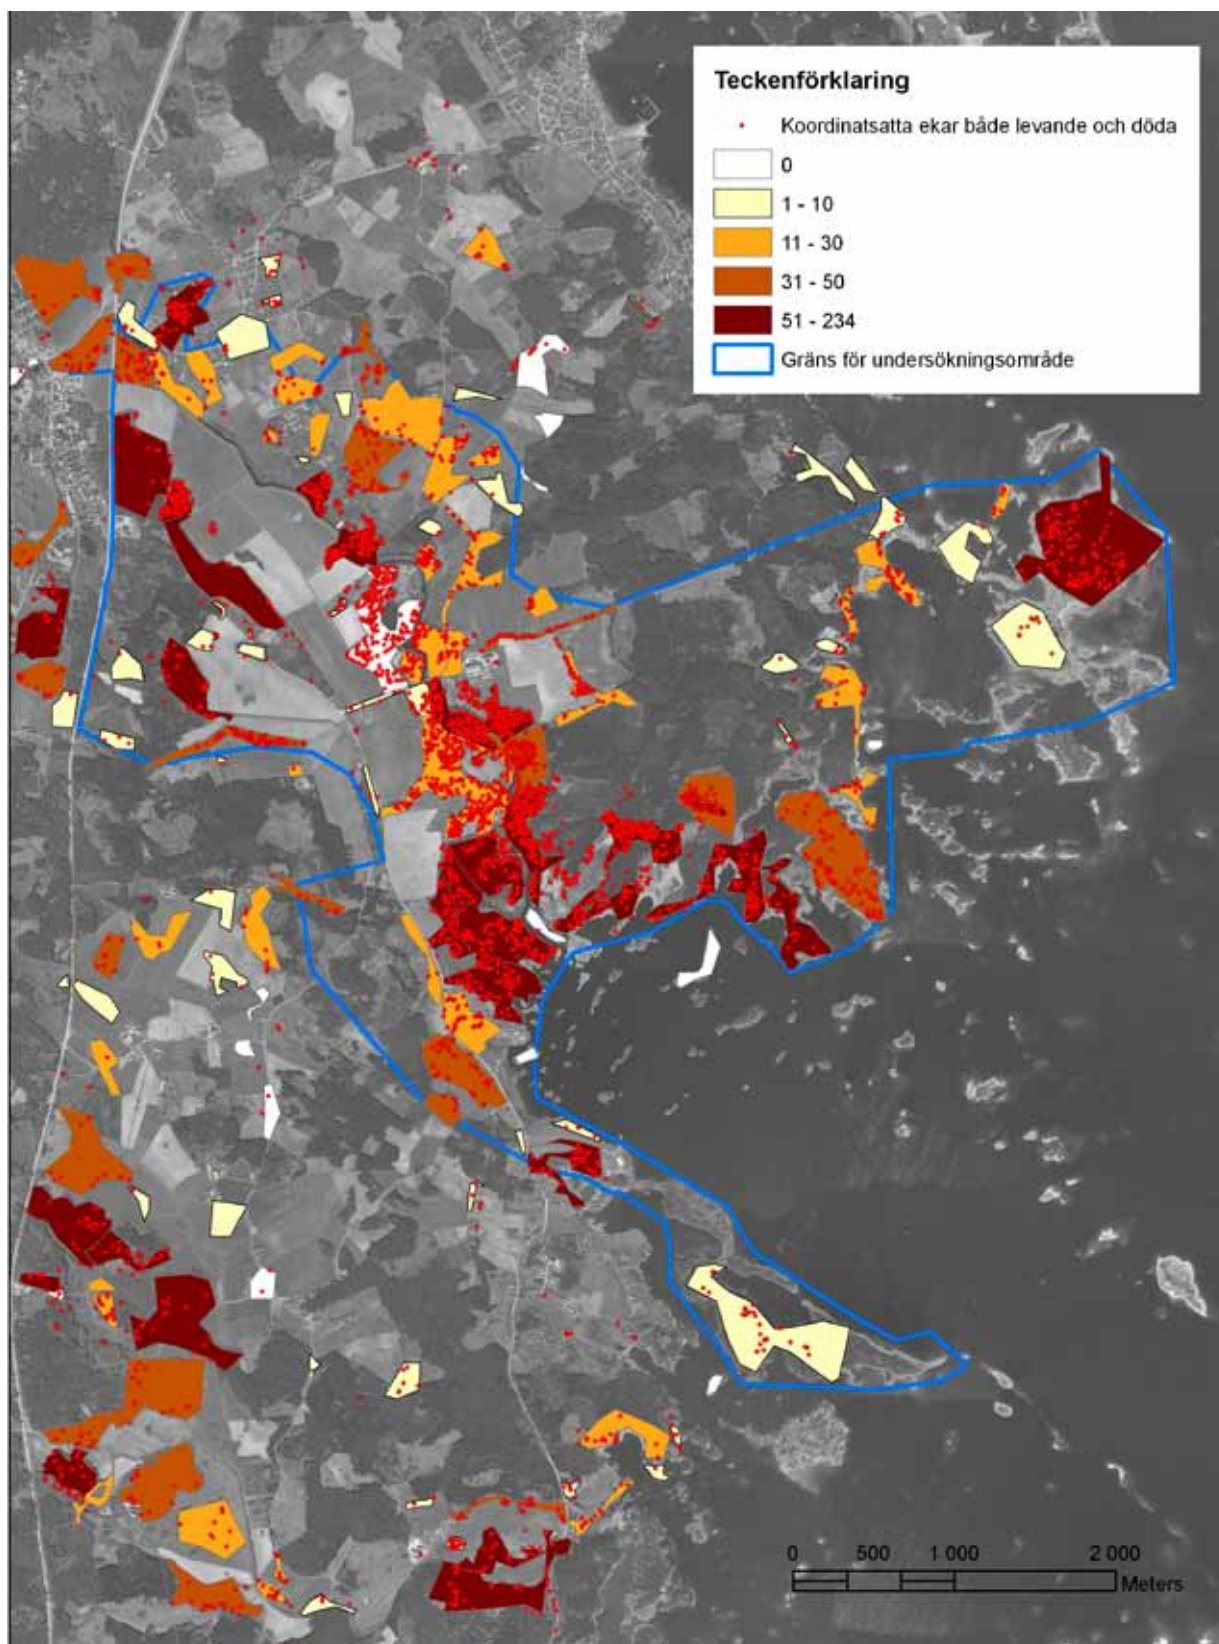 Teckenförklaring
Koordinatsatta ekar både levande och döda
0
1 - 10
11 - 30
31 - 50
51 - 234
Gräns för undersökningsområde
0 500 1 000 2 000
Meters